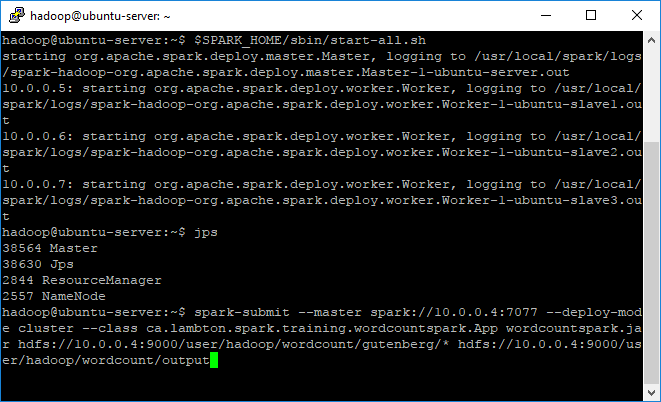 hadoop@ubuntu-server: ~
hadoop@ubuntu-server:~$ $SPARK_HOME/sbin/start-all.sh
starting org.apache.spark.deploy.master.Master, logging to /usr/local/spark/logs
/spark-hadoop-org.apache.spark.deploy.master.Master-1-ubuntu-server.out
10.0.0.5: starting org.apache.spark.deploy.worker.Worker, logging to /usr/local/
spark/logs/spark-hadoop-org.apache.spark.deploy.worker.Worker-1-ubuntu-slave1.ou
t
10.0.0.6: starting org.apache.spark.deploy.worker.Worker, logging to /usr/local/
spark/logs/spark-hadoop-org.apache.spark.deploy.worker.Worker-1-ubuntu-slave2.ou
t
10.0.0.7: starting org.apache.spark.deploy.worker.Worker, logging to /usr/local/
spark/logs/spark-hadoop-org.apache.spark.deploy.worker.Worker-1-ubuntu-slave3.ou
t
hadoop@ubuntu-server:~$ jps
38564 Master
38630 Jps
2844 ResourceManager
2557 NameNode
hadoop@ubuntu-server:~$ spark-submit --master spark://10.0.0.4:7077 --deploy-mod
e cluster --class ca.lambton.spark.training.wordcountspark.App wordcountspark.ja
r hdfs://10.0.0.4:9000/user/hadoop/wordcount/gutenberg/* hdfs://10.0.0.4:9000/us
er/hadoop/wordcount/output